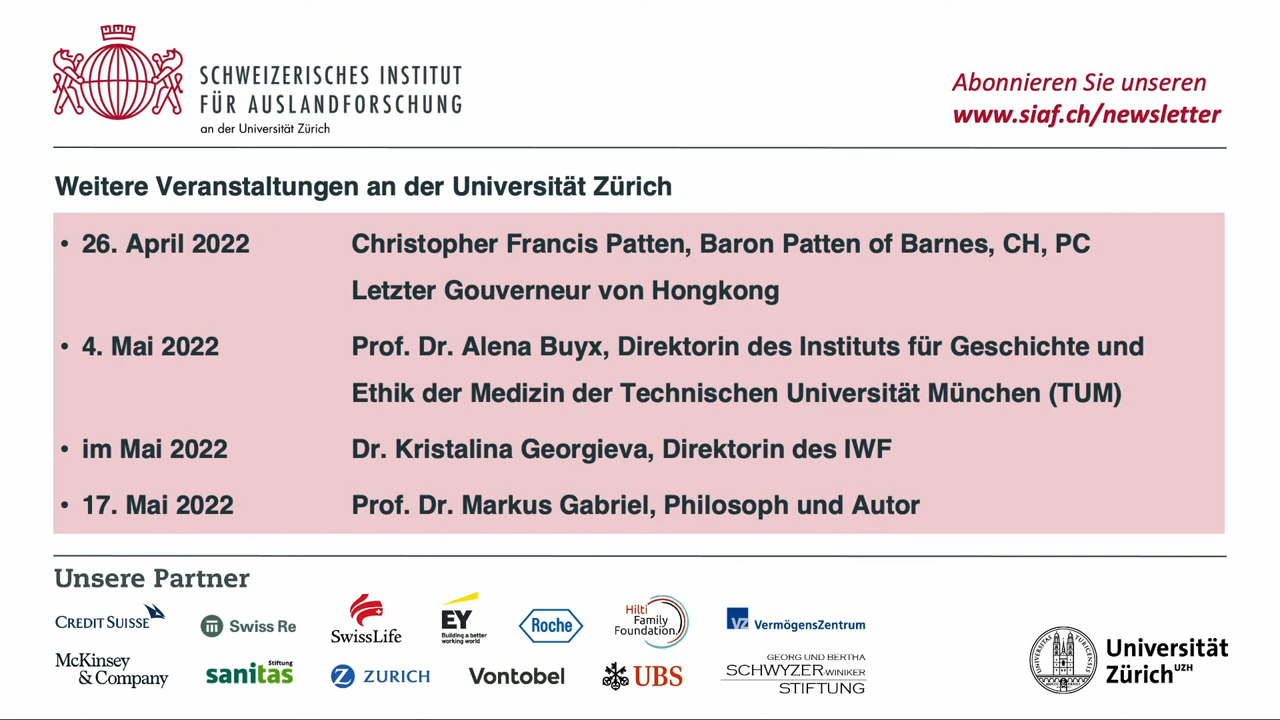 SCHWEIZERISCHES INSTITUT
FÜR AUSLANDFORSCHUNG
an der Universität Zürich
Abonnieren Sie unseren
www.siaf.ch/newsletter
Weitere Veranstaltungen an der Universität Zürich
• 26. April 2022 Christopher Francis Patten, Baron Patten of Barnes, CH, PC
Letzter Gouverneur von Hongkong
• 4. Mai 2022 Prof. Dr. Alena Buyx, Direktorin des Instituts für Geschichte und
Ethik der Medizin der Technischen Universität München (TUM)
• im Mai 2022 Dr. Kristalina Georgieva, Direktorin des IWF
• 17. Mai 2022 Prof. Dr. Markus Gabriel, Philosoph und Autor
Unsere Partner
CREDIT SUISSE
Swiss Re
SwissLife
EY
Building a better
working world
Roche
Hilti
Family
Foundation.
VZ VermögensZentrum
McKinsey
& Company
Stiftung
sanitas
Z ZURICH
Vontobel
UBS
GEORG UND BERTHA
SCHWYZER-WINIKER
STIFTUNG
Universität
Zürich UZH